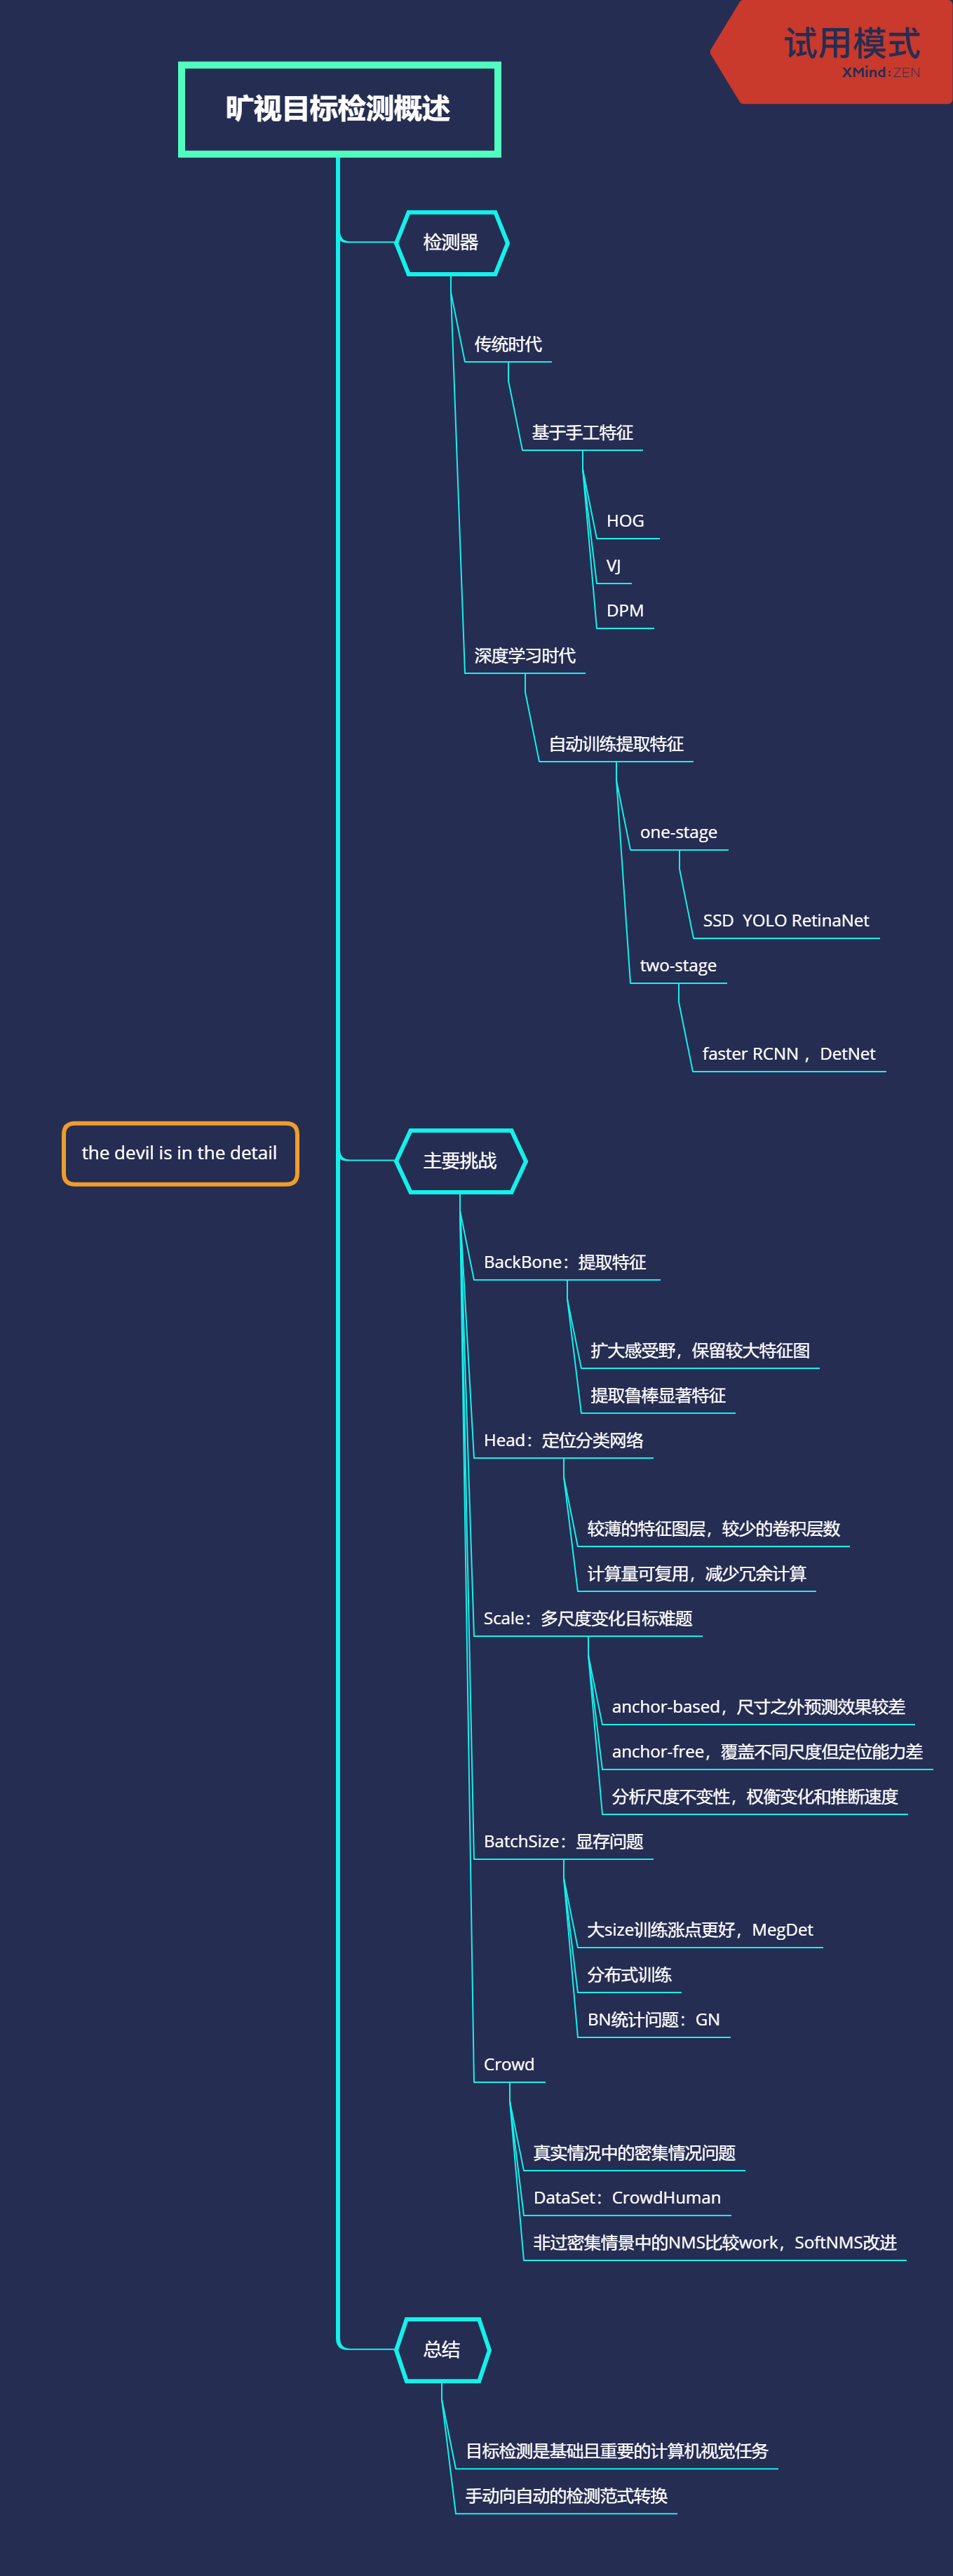 试用模式
XMind:ZEN
旷视目标检测概述
检测器
传统时代
基于手工特征
HOG
VJ
DPM
深度学习时代
自动训练提取特征
one-stage
SSD  YOLO RetinaNet
two-stage
faster RCNN ，DetNet
the devil is in the detail
主要挑战
BackBone：提取特征
扩大感受野，保留较大特征图
提取鲁棒显著特征
Head：定位分类网络
较薄的特征图层，较少的卷积层数
计算量可复用，减少冗余计算
Scale：多尺度变化目标难题
anchor-based，尺寸之外预测效果较差
anchor-free，覆盖不同尺度但定位能力差
分析尺度不变性，权衡变化和推断速度
BatchSize：显存问题
大size训练涨点更好，MegDet
分布式训练
BN统计问题：GN
Crowd
真实情况中的密集情况问题
DataSet：CrowdHuman
非过密集情景中的NMS比较work，SoftNMS改进
总结
目标检测是基础且重要的计算机视觉任务
手动向自动的检测范式转换